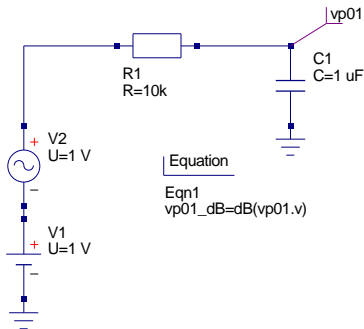 vp01
R1
R=10k
C1
C=1 uF
+
V2
U=1 V
–
Equation
Eqn1
vp01_dB=dB(vp01.v)
+
V1
U=1 V
–